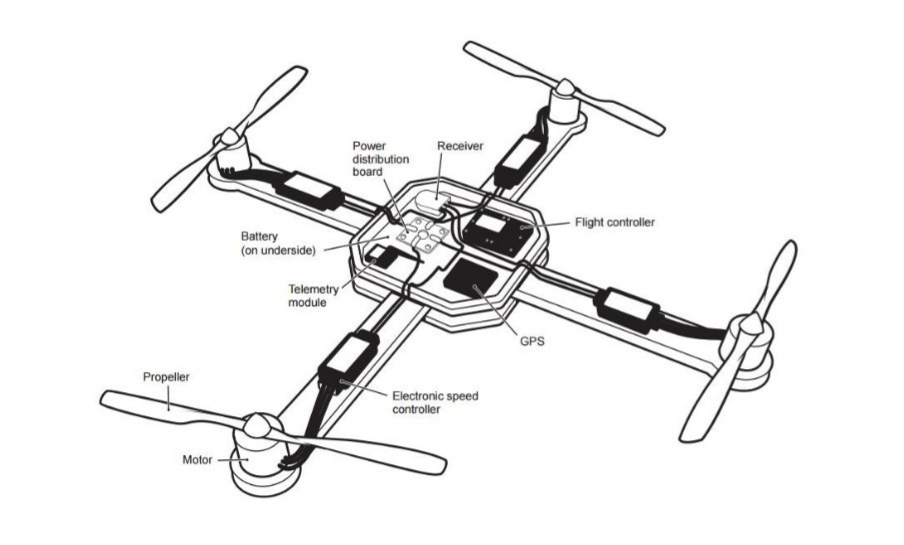 Power
distribution
board
Receiver
Flight controller
Battery
(on underside)
Telemetry
module
GPS
Propeller
Electronic speed
controller
Motor